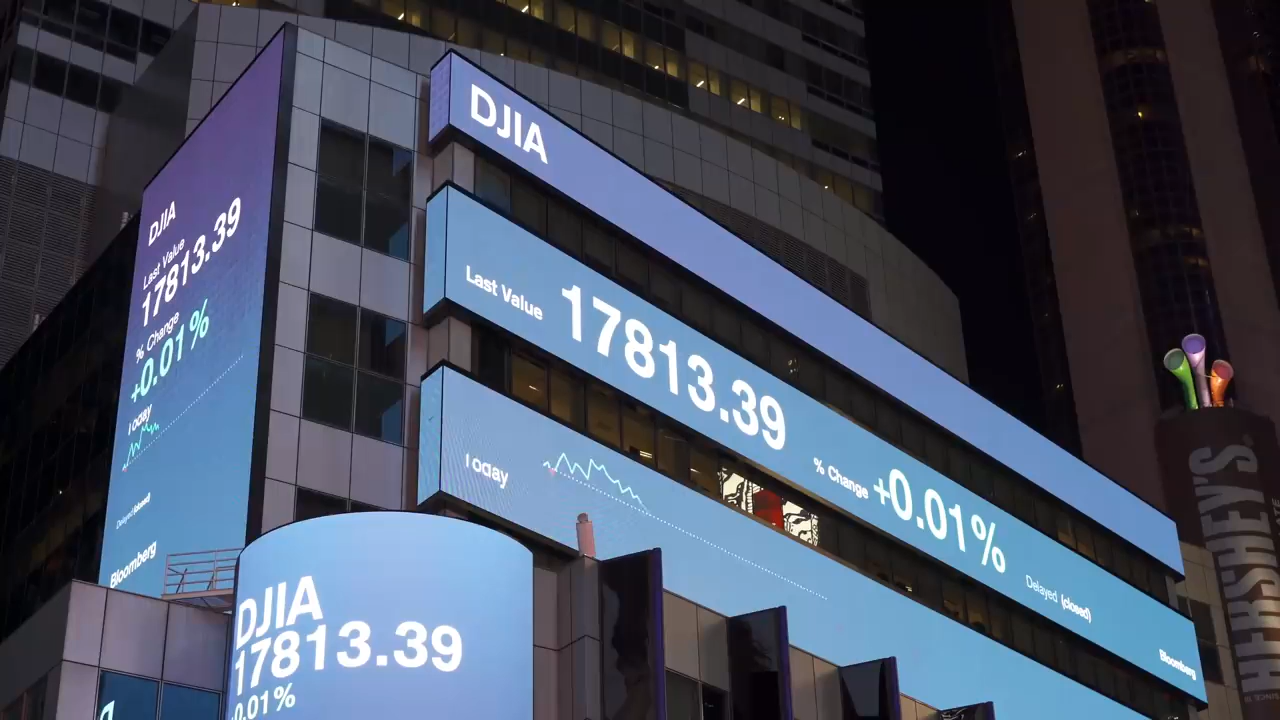 DJIA
Last Value
17813.39
% Change
+0.01%
Today
Delayed (closed)
Bloomberg
DJIA
Last Value 17813.39 % Change +0.01% Delayed (closed)
Bloomberg
Today
DJIA
17813.39
0.01%
HERSHEY'S